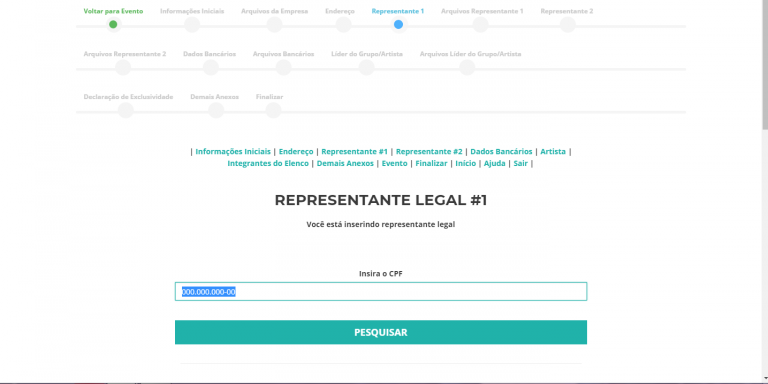 Voltar para Evento Informações Iniciais Arquivos da Empresa Endereço Representante 1 Arquivos Representante 1 Representante 2
Arquivos Representante 2 Dados Bancários Arquivos Bancários Líder do Grupo/Artista Arquivos Líder do Grupo/Artista
Declaração de Exclusividade Demais Anexos Finalizar
| Informações Iniciais | Endereço | Representante #1 | Representante #2 | Dados Bancários | Artista |
Integrantes do Elenco | Demais Anexos | Evento | Finalizar | Início | Ajuda | Sair |
REPRESENTANTE LEGAL #1
Você está inserindo representante legal
Insira o CPF
000.000.000-00
PESQUISAR